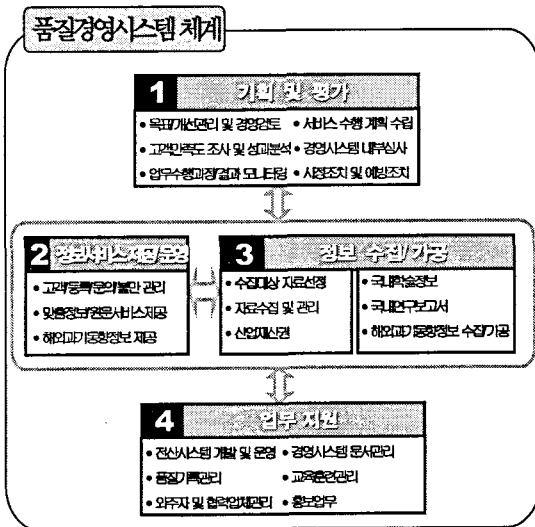 품질경영시스템 체계
1 기획 및 평가
• 목표/개선관리 및 경영검토 • 서비스 수행 계획 수립
• 고객만족도 조사 및 성과분석 • 경영시스템 내부심사
• 업무수행과정/결과 모니터링 • 시정조치 및 예방조치
2 정보서비스제공/운영
• 고객/등록/문의/불만 관리
• 맞춤정보/원문서비스제공
• 해외과기동향정보 제공
3 정보 수집/가공
• 수집대상 자료선정 • 국내학술정보
• 자료수집 및 관리 • 국내연구보고서
• 산업재산권 • 해외과기동향정보 수집/가공
4 업무 지원
• 전산시스템 개발 및 운영 • 경영시스템 문서관리
• 품질기록관리 • 교육훈련관리
• 외주자 및 협력업체관리 • 홍보업무